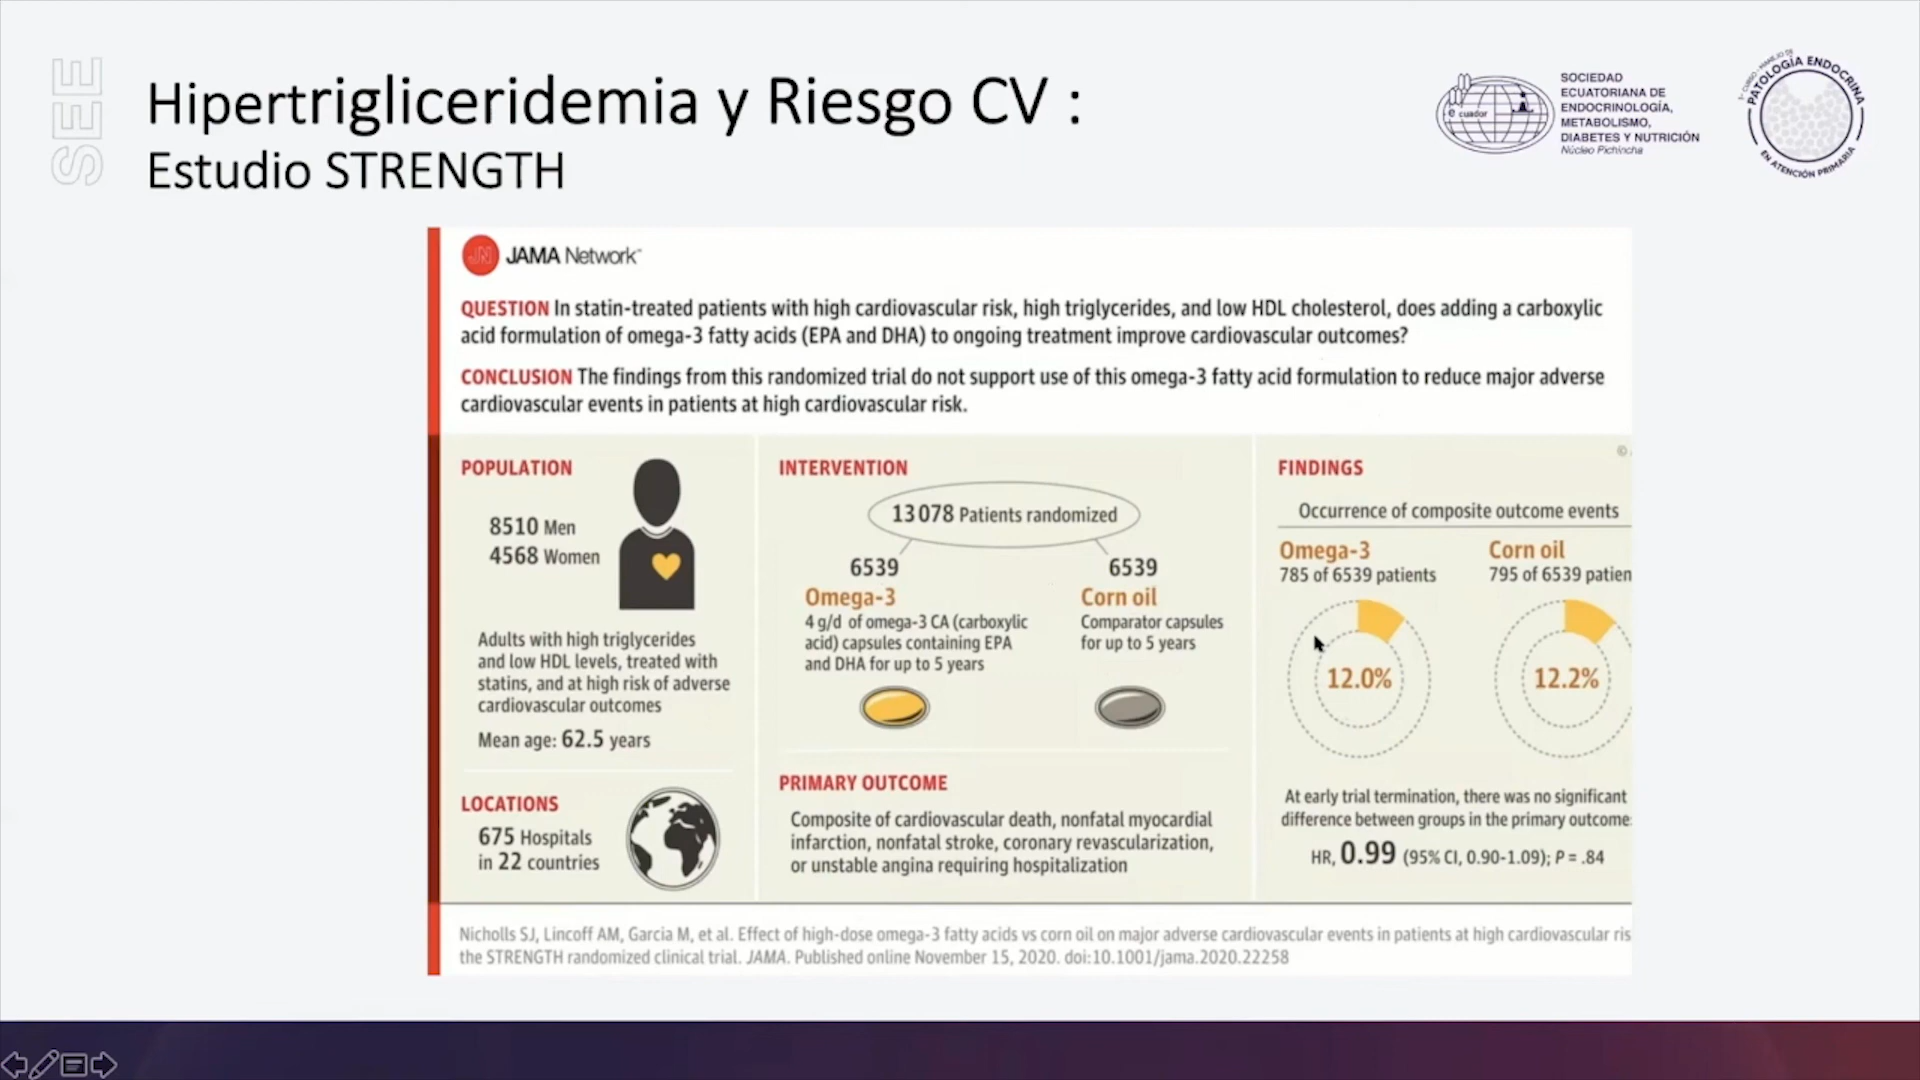 SEE
Hipertrigliceridemia y Riesgo CV :
Estudio STRENGTH
ecuador
SOCIEDAD
ECUATORIANA DE
ENDOCRINOLOGÍA,
METABOLISMO,
DIABETES Y NUTRICIÓN
Núcleo Pichincha
1er CURSO - MANEJO DE
PATOLOGÍA ENDOCRINA
EN ATENCIÓN PRIMARIA
JN JAMA Network™
QUESTION In statin-treated patients with high cardiovascular risk, high triglycerides, and low HDL cholesterol, does adding a carboxylic
acid formulation of omega-3 fatty acids (EPA and DHA) to ongoing treatment improve cardiovascular outcomes?
CONCLUSION The findings from this randomized trial do not support use of this omega-3 fatty acid formulation to reduce major adverse
cardiovascular events in patients at high cardiovascular risk.
©
POPULATION
8510 Men
4568 Women
Adults with high triglycerides
and low HDL levels, treated with
statins, and at high risk of adverse
cardiovascular outcomes
Mean age: 62.5 years
LOCATIONS
675 Hospitals
in 22 countries
INTERVENTION
13 078 Patients randomized
6539
Omega-3
4 g/d of omega-3 CA (carboxylic
acid) capsules containing EPA
and DHA for up to 5 years
6539
Corn oil
Comparator capsules
for up to 5 years
PRIMARY OUTCOME
Composite of cardiovascular death, nonfatal myocardial
infarction, nonfatal stroke, coronary revascularization,
or unstable angina requiring hospitalization
FINDINGS
Occurrence of composite outcome events
Omega-3
785 of 6539 patients
12.0%
Corn oil
795 of 6539 patien
12.2%
At early trial termination, there was no significant
difference between groups in the primary outcome:
HR, 0.99 (95% CI, 0.90-1.09); P = .84
Nicholls SJ, Lincoff AM, Garcia M, et al. Effect of high-dose omega-3 fatty acids vs corn oil on major adverse cardiovascular events in patients at high cardiovascular ris
the STRENGTH randomized clinical trial. JAMA. Published online November 15, 2020. doi:10.1001/jama.2020.22258